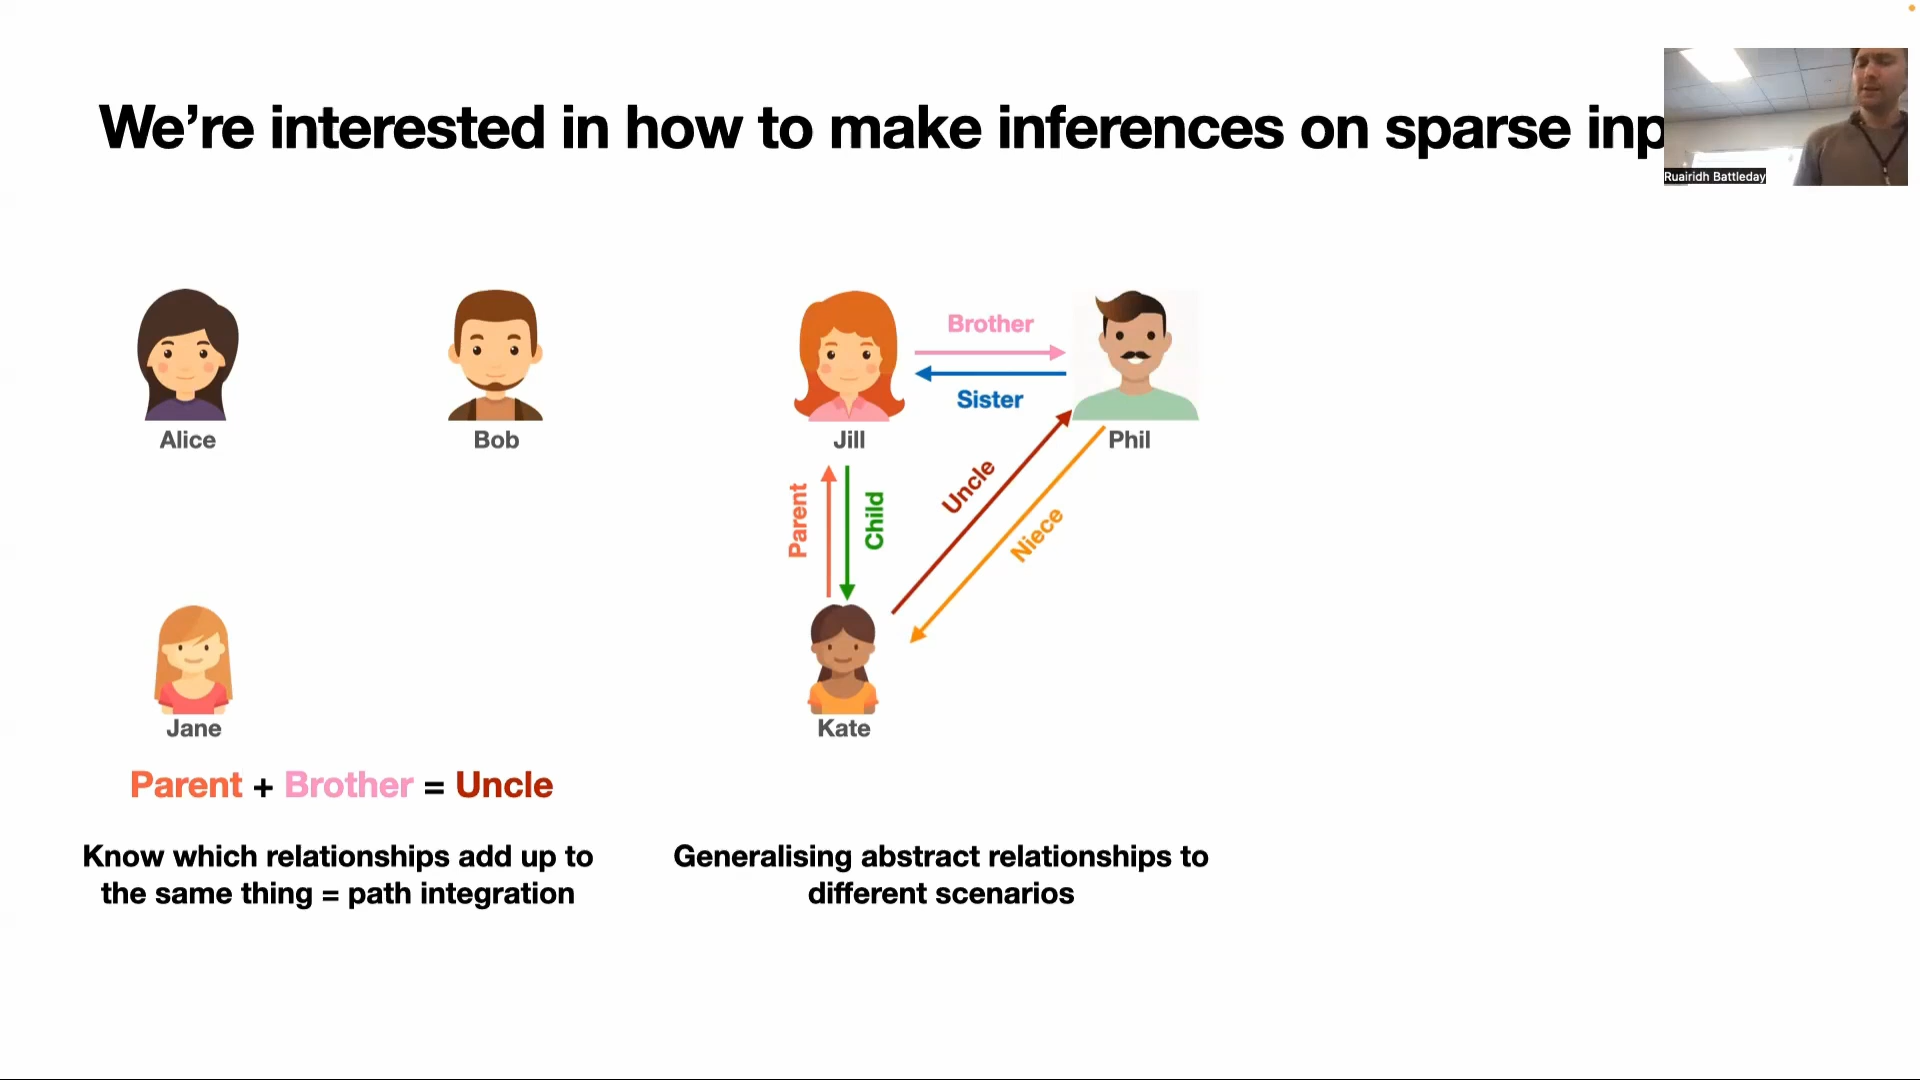 We're interested in how to make inferences on sparse inp
Ruairidh Battleday
Brother
Sister
Alice
Bob
Jill
Phil
Parent
Child
Uncle
Niece
Jane
Kate
Parent + Brother = Uncle
Know which relationships add up to
the same thing = path integration
Generalising abstract relationships to
different scenarios